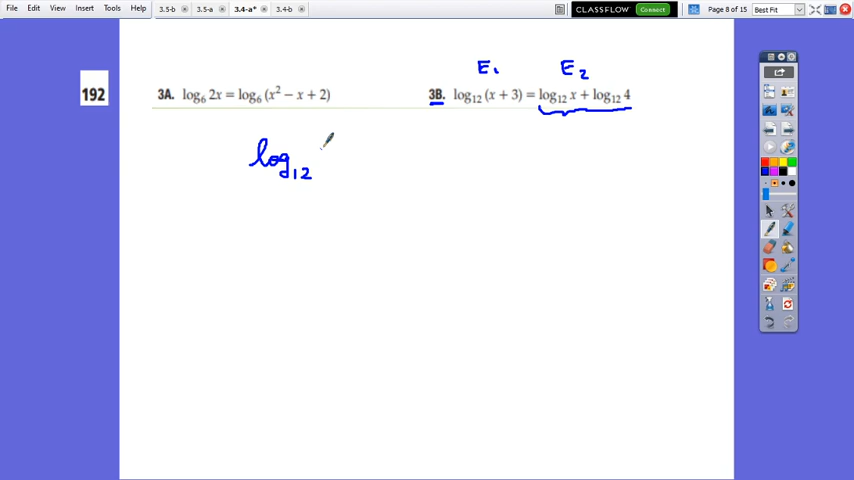 File Edit View Insert Tools Help 3.5-b 3.5-a 3.4-a* 3.4-b CLASSFLOW Connect Page 8 of 15 Best Fit
E₁ E₂
192 3A. log₆ 2x = log₆ (x² − x + 2) 3B. log₁₂ (x + 3) = log₁₂ x + log₁₂ 4
log₁₂